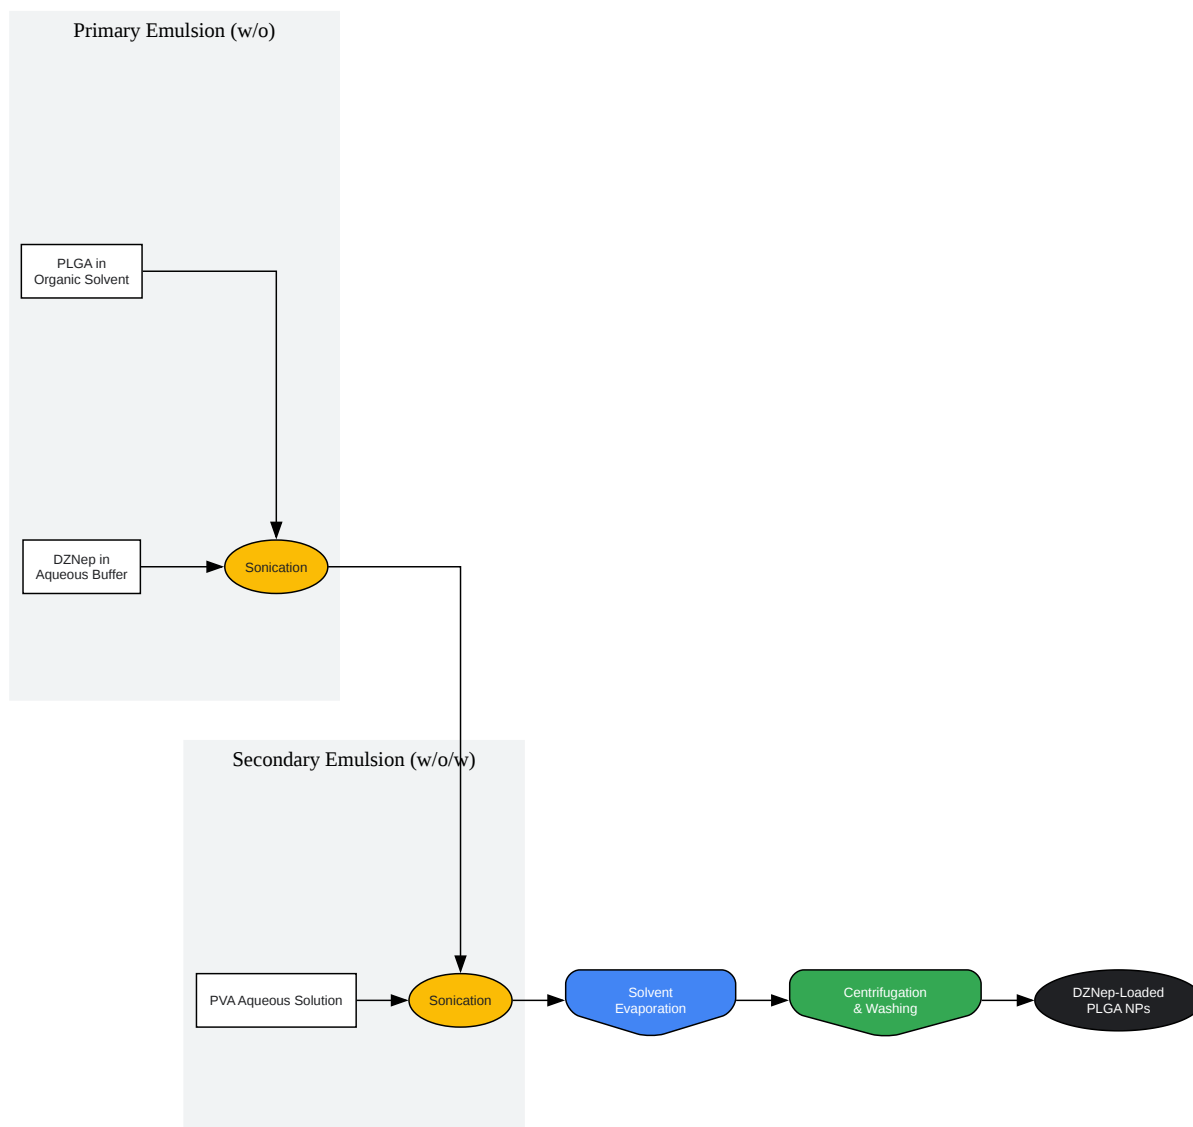 Primary Emulsion (w/o)
PLGA in
Organic Solvent
DZNep in
Aqueous Buffer
Sonication
Secondary Emulsion (w/o/w)
PVA Aqueous Solution
Sonication
Solvent
Evaporation
Centrifugation
& Washing
DZNep-Loaded
PLGA NPs